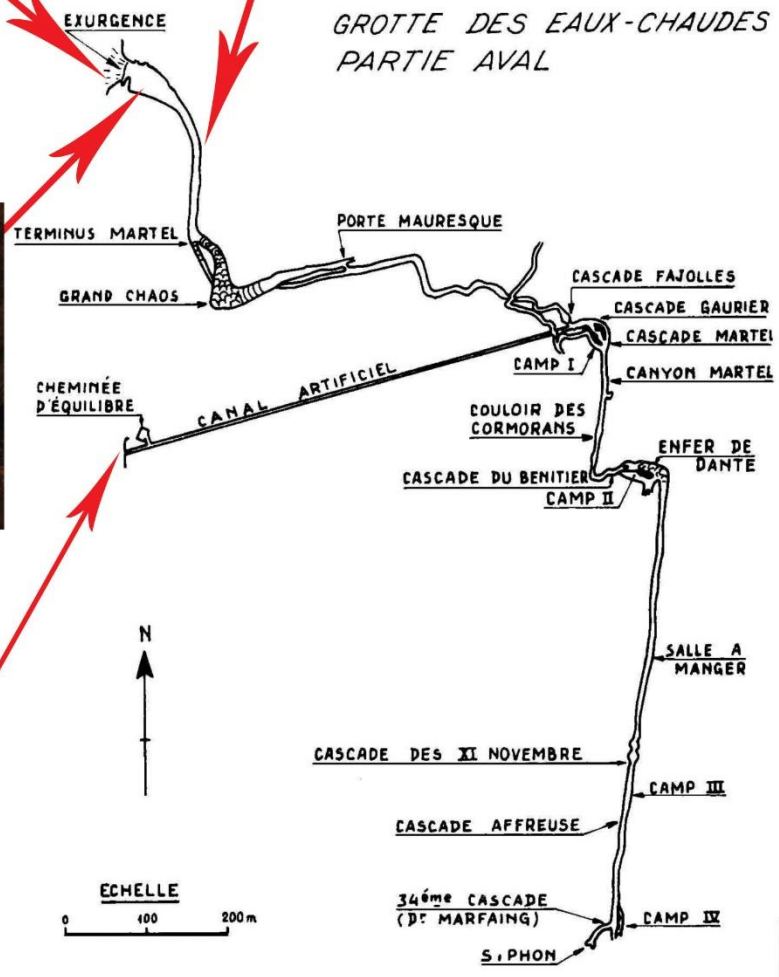 GROTTE DES EAUX-CHAUDES
PARTIE AVAL
EXURGENCE
TERMINUS MARTEL
PORTE MAURESQUE
GRAND CHAOS
CASCADE FAJOLLES
CASCADE GAURIER
CASCADE MARTEL
CAMP I
CANYON MARTEL
CHEMINÉE
D'ÉQUILIBRE
CANAL ARTIFICIEL
COULOIR DES
CORMORANS
ENFER DE
DANTE
CASCADE DU BENITIER
CAMP II
N
SALLE A
MANGER
CASCADE DES XI NOVEMBRE
CAMP III
CASCADE AFFREUSE
ECHELLE
0 100 200m
34éme CASCADE
(Dr MARFAING)
CAMP IV
SIPHON